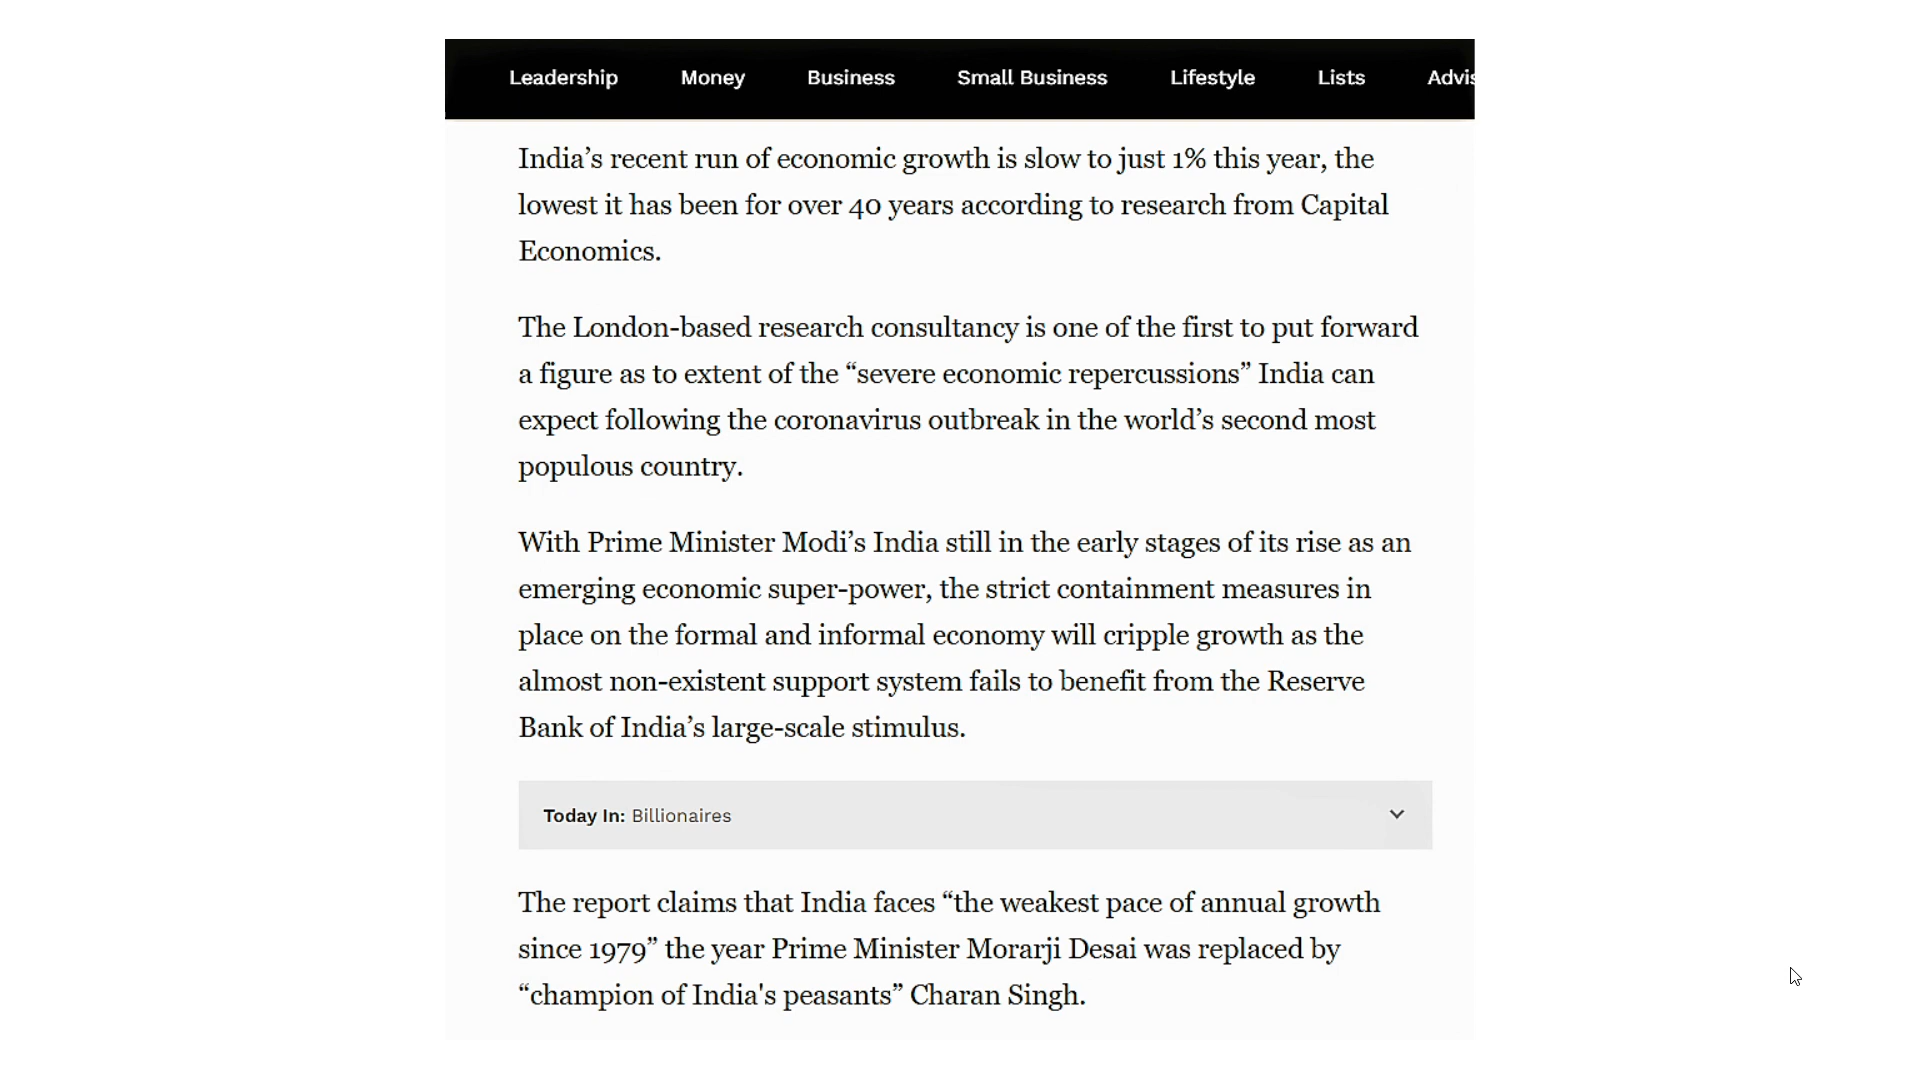 Leadership Money Business Small Business Lifestyle Lists Advis
India’s recent run of economic growth is slow to just 1% this year, the
lowest it has been for over 40 years according to research from Capital
Economics.
The London-based research consultancy is one of the first to put forward
a figure as to extent of the “severe economic repercussions” India can
expect following the coronavirus outbreak in the world’s second most
populous country.
With Prime Minister Modi’s India still in the early stages of its rise as an
emerging economic super-power, the strict containment measures in
place on the formal and informal economy will cripple growth as the
almost non-existent support system fails to benefit from the Reserve
Bank of India’s large-scale stimulus.
Today In: Billionaires
The report claims that India faces “the weakest pace of annual growth
since 1979” the year Prime Minister Morarji Desai was replaced by
“champion of India's peasants” Charan Singh.